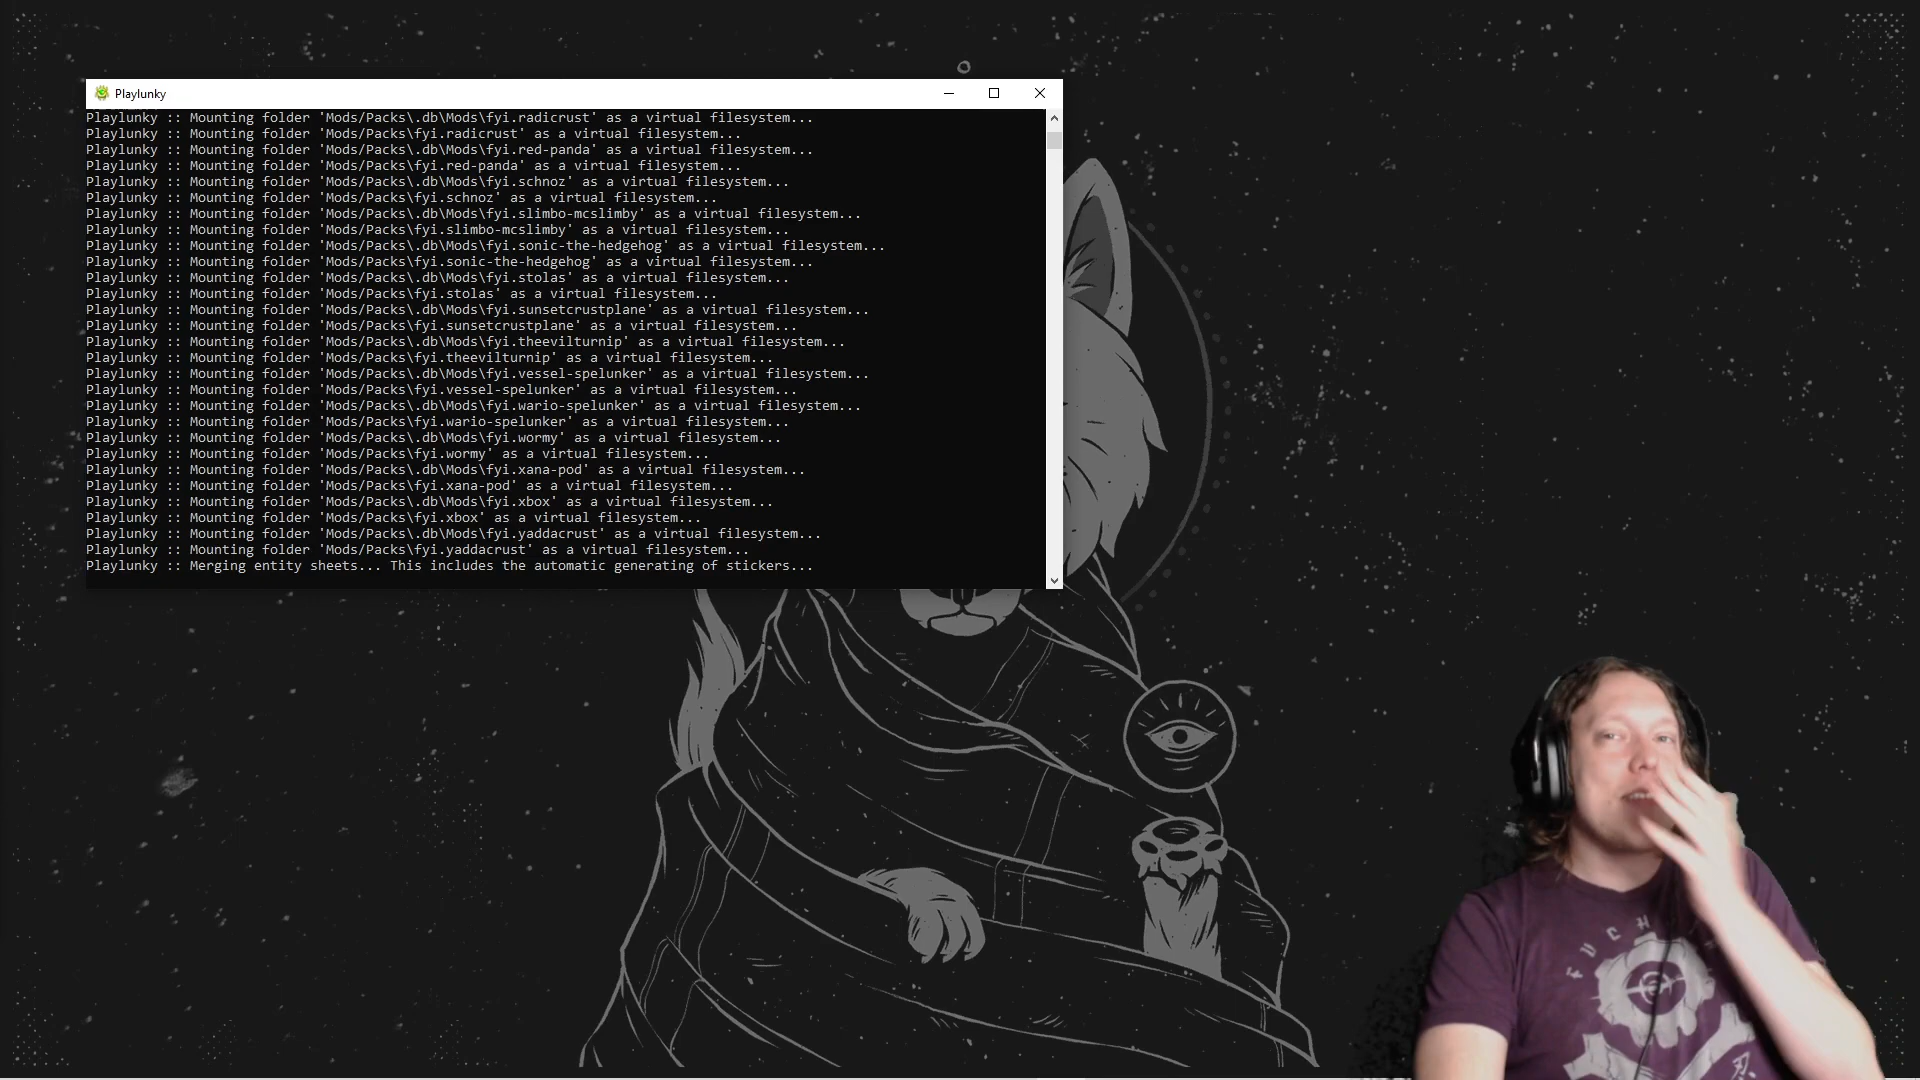 Playlunky
Playlunky :: Mounting folder 'Mods/Packs\.db\Mods\fyi.radicrust' as a virtual filesystem...
Playlunky :: Mounting folder 'Mods/Packs\fyi.radicrust' as a virtual filesystem...
Playlunky :: Mounting folder 'Mods/Packs\.db\Mods\fyi.red-panda' as a virtual filesystem...
Playlunky :: Mounting folder 'Mods/Packs\fyi.red-panda' as a virtual filesystem...
Playlunky :: Mounting folder 'Mods/Packs\.db\Mods\fyi.schnoz' as a virtual filesystem...
Playlunky :: Mounting folder 'Mods/Packs\fyi.schnoz' as a virtual filesystem...
Playlunky :: Mounting folder 'Mods/Packs\.db\Mods\fyi.slimbo-mcslimby' as a virtual filesystem...
Playlunky :: Mounting folder 'Mods/Packs\fyi.slimbo-mcslimby' as a virtual filesystem...
Playlunky :: Mounting folder 'Mods/Packs\.db\Mods\fyi.sonic-the-hedgehog' as a virtual filesystem...
Playlunky :: Mounting folder 'Mods/Packs\fyi.sonic-the-hedgehog' as a virtual filesystem...
Playlunky :: Mounting folder 'Mods/Packs\.db\Mods\fyi.stolas' as a virtual filesystem...
Playlunky :: Mounting folder 'Mods/Packs\fyi.stolas' as a virtual filesystem...
Playlunky :: Mounting folder 'Mods/Packs\.db\Mods\fyi.sunsetcrustplane' as a virtual filesystem...
Playlunky :: Mounting folder 'Mods/Packs\fyi.sunsetcrustplane' as a virtual filesystem...
Playlunky :: Mounting folder 'Mods/Packs\.db\Mods\fyi.theevilturnip' as a virtual filesystem...
Playlunky :: Mounting folder 'Mods/Packs\fyi.theevilturnip' as a virtual filesystem...
Playlunky :: Mounting folder 'Mods/Packs\.db\Mods\fyi.vessel-spelunker' as a virtual filesystem...
Playlunky :: Mounting folder 'Mods/Packs\fyi.vessel-spelunker' as a virtual filesystem...
Playlunky :: Mounting folder 'Mods/Packs\.db\Mods\fyi.wario-spelunker' as a virtual filesystem...
Playlunky :: Mounting folder 'Mods/Packs\fyi.wario-spelunker' as a virtual filesystem...
Playlunky :: Mounting folder 'Mods/Packs\.db\Mods\fyi.wormy' as a virtual filesystem...
Playlunky :: Mounting folder 'Mods/Packs\fyi.wormy' as a virtual filesystem...
Playlunky :: Mounting folder 'Mods/Packs\.db\Mods\fyi.xana-pod' as a virtual filesystem...
Playlunky :: Mounting folder 'Mods/Packs\fyi.xana-pod' as a virtual filesystem...
Playlunky :: Mounting folder 'Mods/Packs\.db\Mods\fyi.xbox' as a virtual filesystem...
Playlunky :: Mounting folder 'Mods/Packs\fyi.xbox' as a virtual filesystem...
Playlunky :: Mounting folder 'Mods/Packs\.db\Mods\fyi.yaddacrust' as a virtual filesystem...
Playlunky :: Mounting folder 'Mods/Packs\fyi.yaddacrust' as a virtual filesystem...
Playlunky :: Merging entity sheets... This includes the automatic generating of stickers...